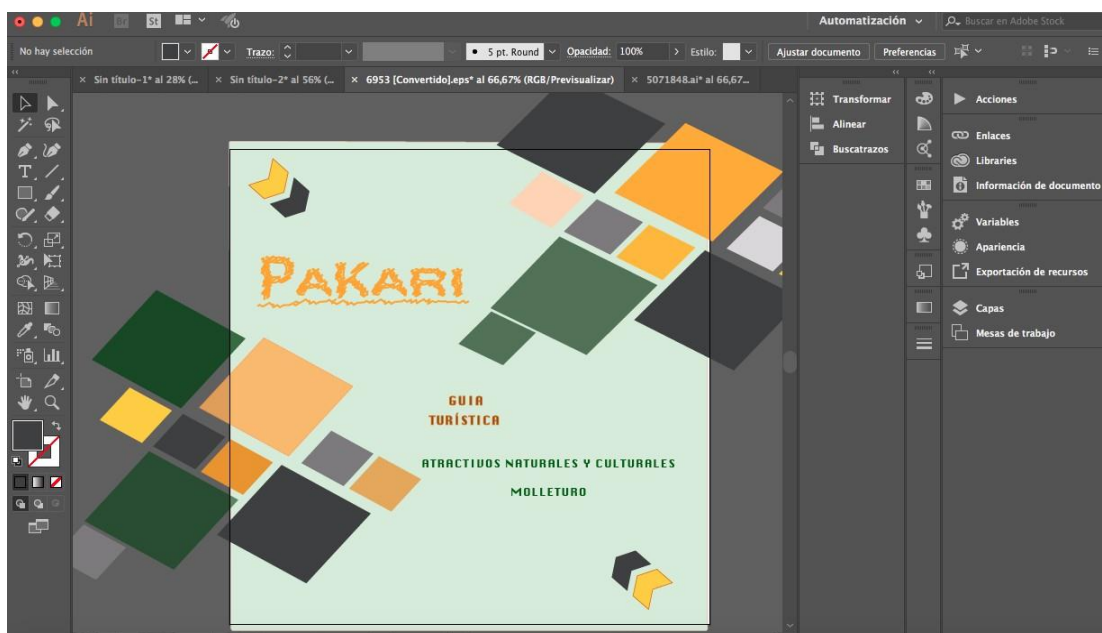 Ai Br St Automatización Buscar en Adobe Stock
No hay selección Trazo: 5 pt. Round Opacidad: 100% Estilo: Ajustar documento Preferencias
× Sin título-1* al 28% (... × Sin título-2* al 56% (... × 6953 [Convertido].eps* al 66,67% (RGB/Previsualizar) × 5071848.ai* al 66,67...
Transformar
Alinear
Buscatrazos
Acciones
Enlaces
Libraries
Información de documento
Variables
Apariencia
Exportación de recursos
Capas
Mesas de trabajo
PAKARI
GUIA
TURÍSTICA
ATRACTIVOS NATURALES Y CULTURALES
MOLLETURO